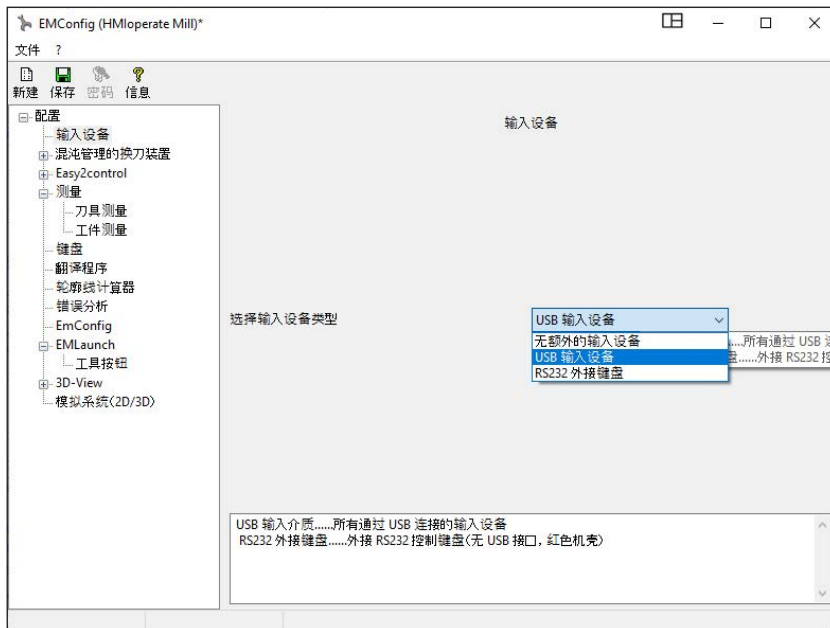 EMConfig (HMIoperate Mill)*
文件 ?
新建 保存 密码 信息
配置
输入设备
混沌管理的换刀装置
Easy2control
测量
刀具测量
工件测量
键盘
翻译程序
轮廓线计算器
错误分析
EmConfig
EMLaunch
工具按钮
3D-View
模拟系统(2D/3D)
输入设备
选择输入设备类型
USB 输入设备
无额外的输入设备
USB 输入设备
RS232 外接键盘
....所有通过 USB 连
盘......外接 RS232 控
USB 输入介质......所有通过 USB 连接的输入设备
RS232 外接键盘......外接 RS232 控制键盘(无 USB 接口, 红色机壳)